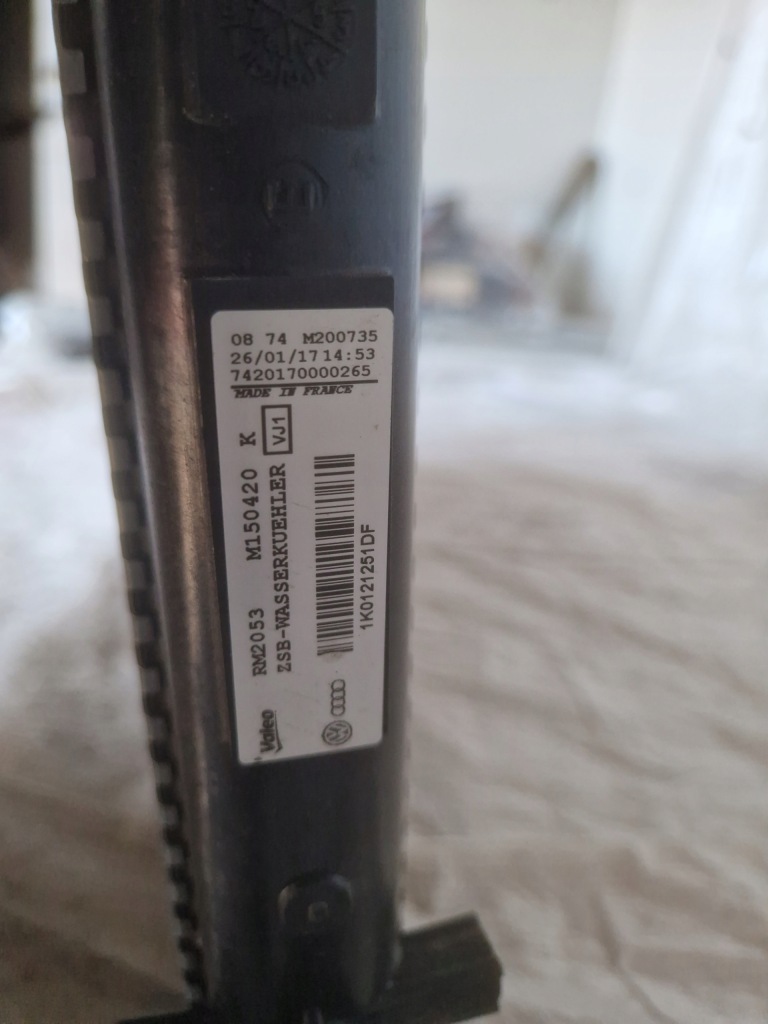 08 74 M200735
26/01/17 14:53
7420170000265
MADE IN FRANCE
RM2053 M150420 K
VJ1
ZSB-WASSERKUEHLER
1K0121251DF
Valeo